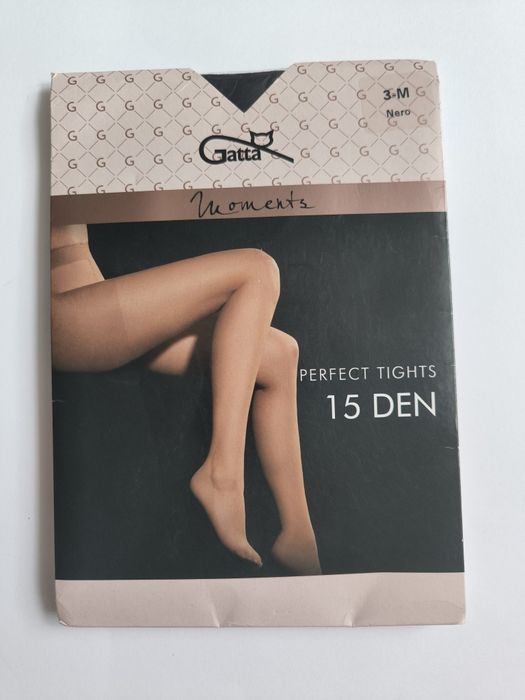 3-M
Nero
Gatta
Moments
PERFECT TIGHTS
15 DEN